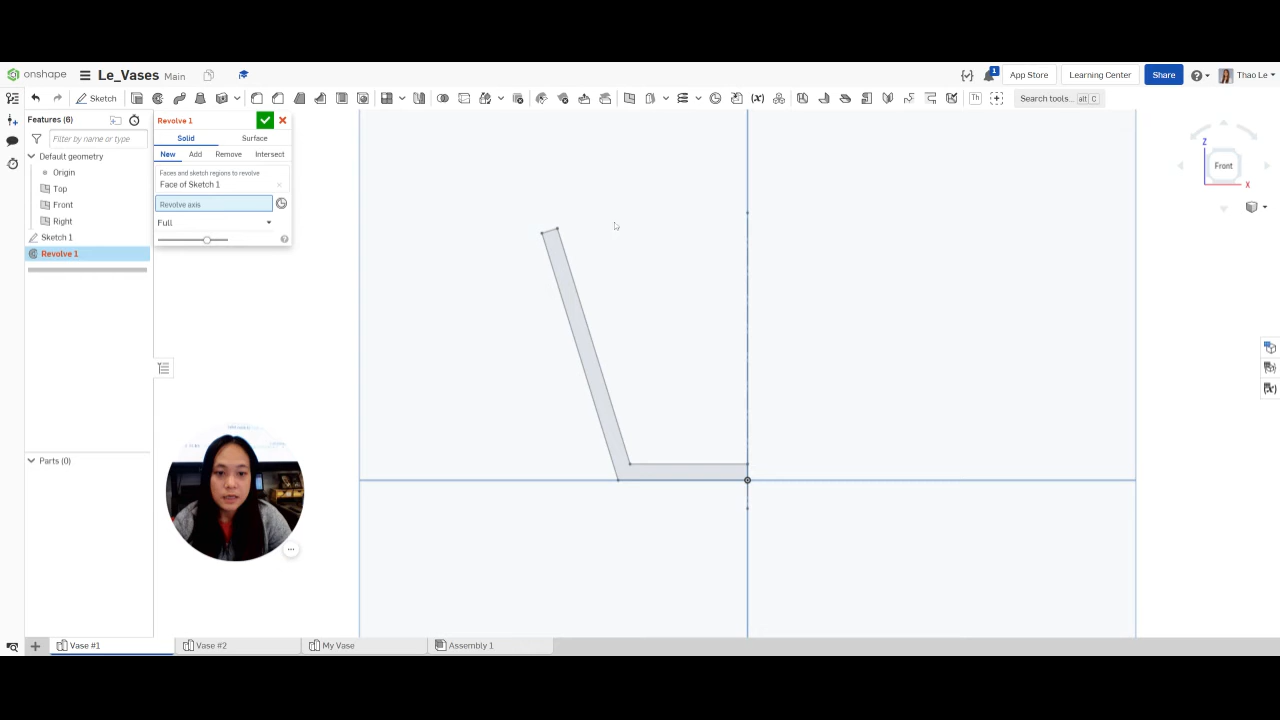 onshape Le_Vases Main App Store Learning Center Share Thao Le
1
Sketch Search tools... alt C Th
Features (6)
Filter by name or type
Default geometry
Origin
Top
Front
Right
Sketch 1
Revolve 1
Parts (0)
Revolve 1
Solid Surface
New Add Remove Intersect
Faces and sketch regions to revolve
Face of Sketch 1
Revolve axis
Full
Z
Front
X
Vase #1 Vase #2 My Vase Assembly 1